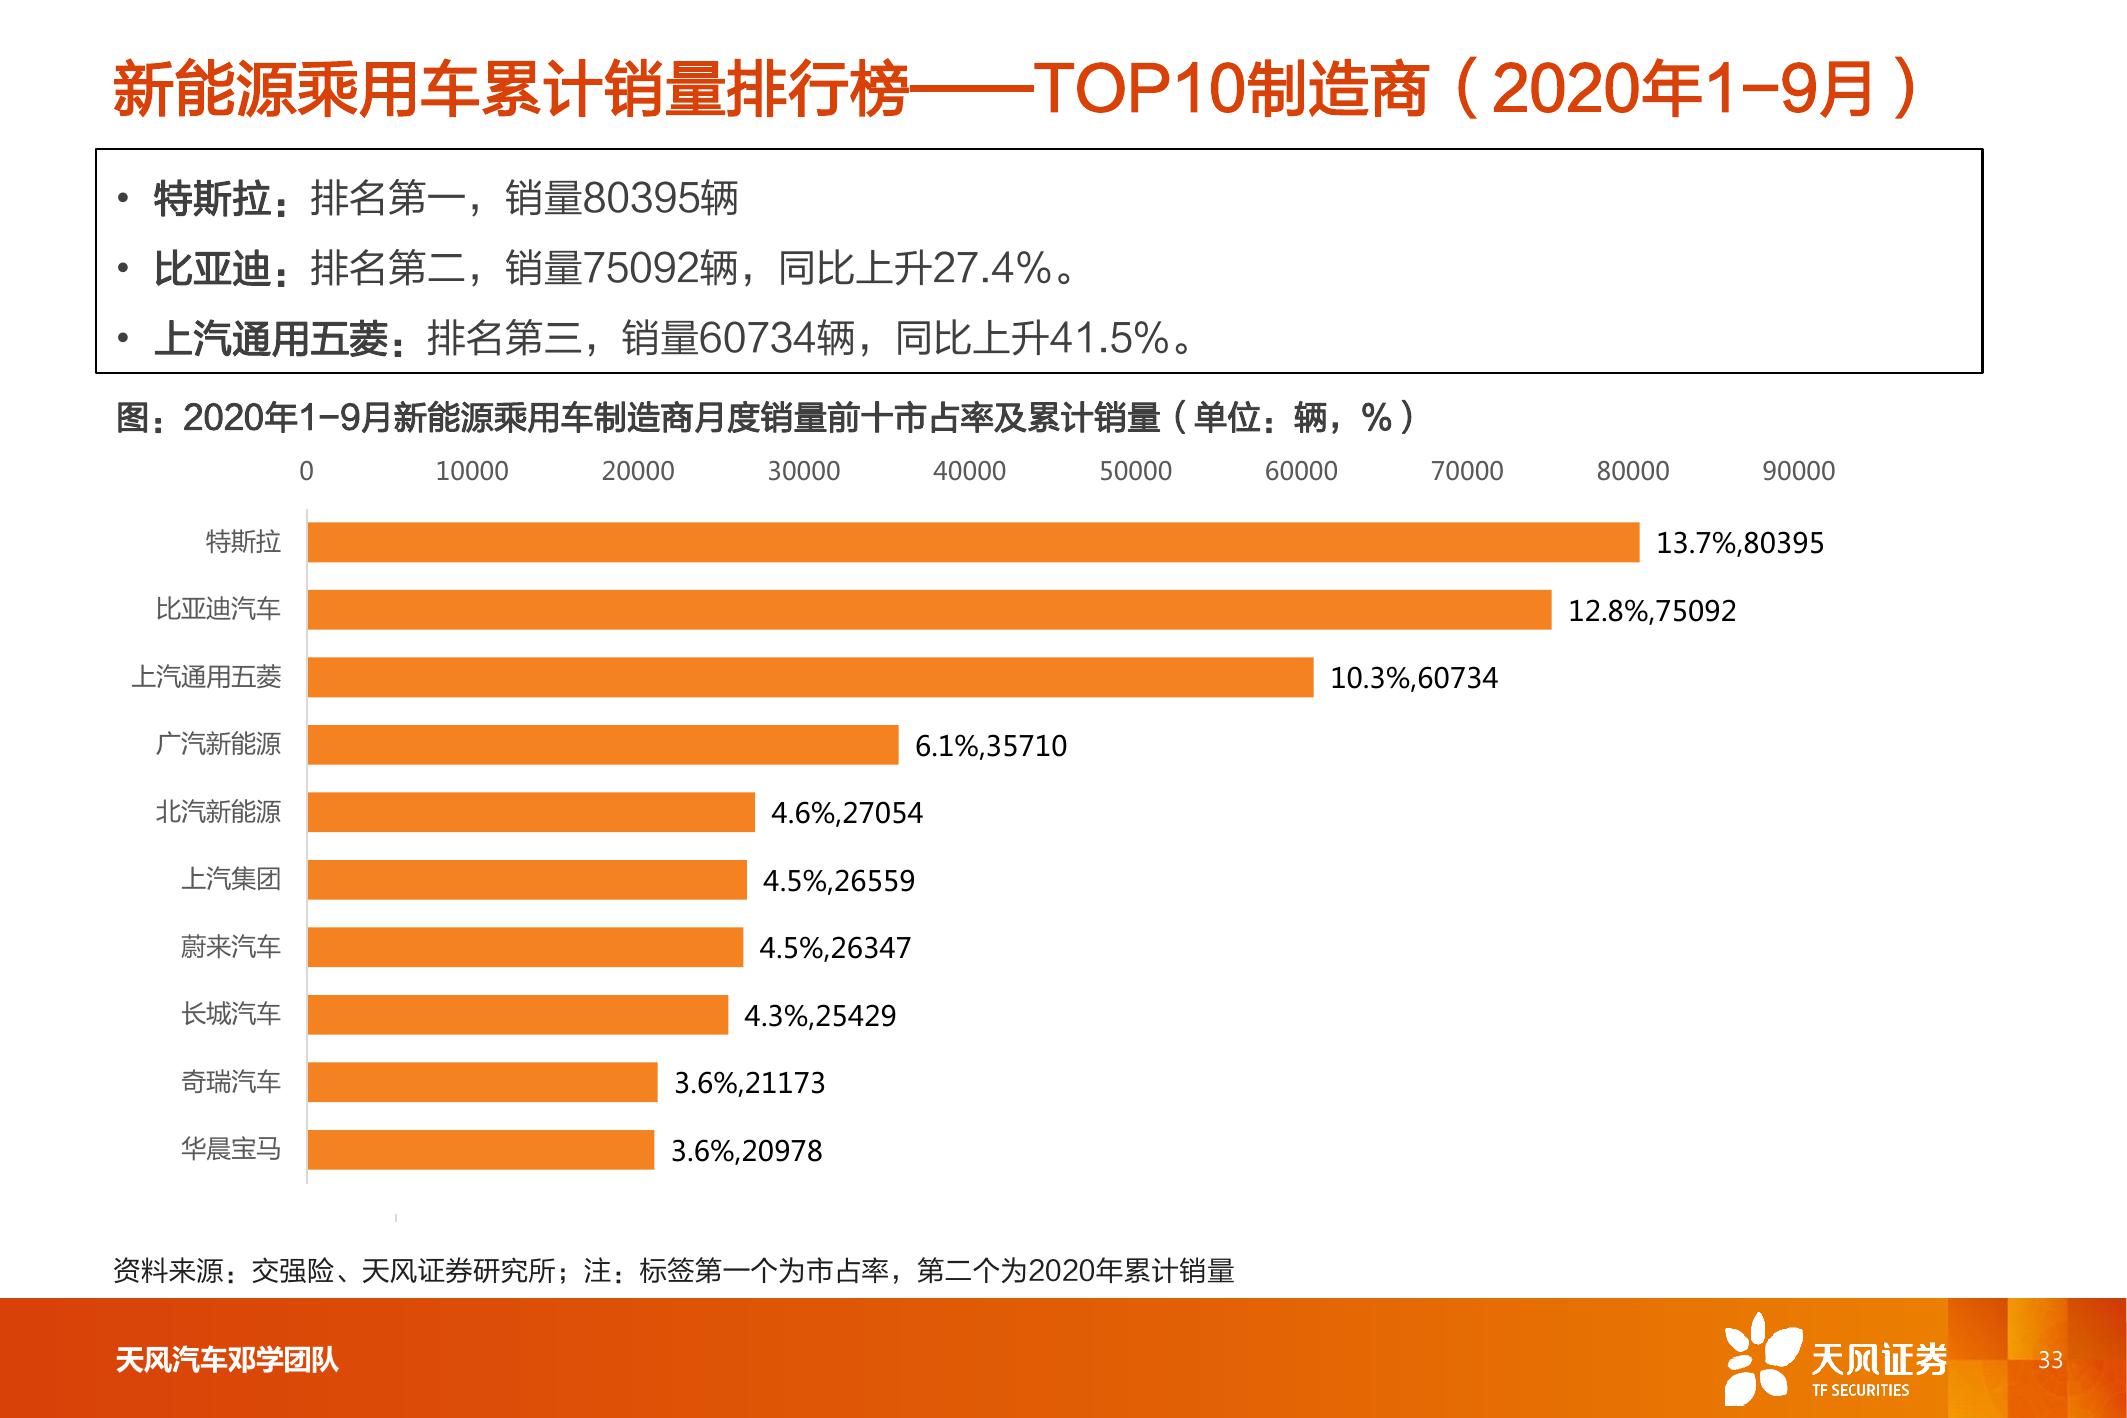 新能源乘用车累计销量排行榜——TOP10制造商（2020年1-9月）
• 特斯拉：排名第一，销量80395辆
• 比亚迪：排名第二，销量75092辆，同比上升27.4%。
• 上汽通用五菱：排名第三，销量60734辆，同比上升41.5%。
图：2020年1-9月新能源乘用车制造商月度销量前十市占率及累计销量（单位：辆，%）
0 10000 20000 30000 40000 50000 60000 70000 80000 90000
特斯拉 13.7%,80395
比亚迪汽车 12.8%,75092
上汽通用五菱 10.3%,60734
广汽新能源 6.1%,35710
北汽新能源 4.6%,27054
上汽集团 4.5%,26559
蔚来汽车 4.5%,26347
长城汽车 4.3%,25429
奇瑞汽车 3.6%,21173
华晨宝马 3.6%,20978
资料来源：交强险、天风证券研究所；注：标签第一个为市占率，第二个为2020年累计销量
天风汽车邓学团队
天风证券
TF SECURITIES
33